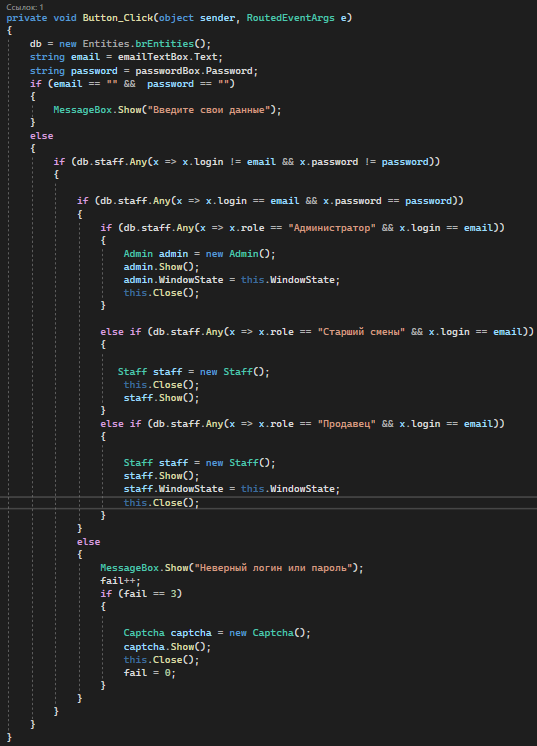 Ссылок: 1
private void Button_Click(object sender, RoutedEventArgs e)
{
db = new Entities.brEntities();
string email = emailTextBox.Text;
string password = passwordBox.Password;
if (email == "" &&  password == "")
{
MessageBox.Show("Введите свои данные");
}
else
{
if (db.staff.Any(x => x.login != email && x.password != password))
{
if (db.staff.Any(x => x.login == email && x.password == password))
{
if (db.staff.Any(x => x.role == "Администратор" && x.login == email))
{
Admin admin = new Admin();
admin.Show();
admin.WindowState = this.WindowState;
this.Close();
}
else if (db.staff.Any(x => x.role == "Старший смены" && x.login == email))
{
Staff staff = new Staff();
this.Close();
staff.Show();
}
else if (db.staff.Any(x => x.role == "Продавец" && x.login == email))
{
Staff staff = new Staff();
staff.Show();
staff.WindowState = this.WindowState;
this.Close();
}
}
else
{
MessageBox.Show("Неверный логин или пароль");
fail++;
if (fail == 3)
{
Captcha captcha = new Captcha();
captcha.Show();
this.Close();
fail = 0;
}
}
}
}
}